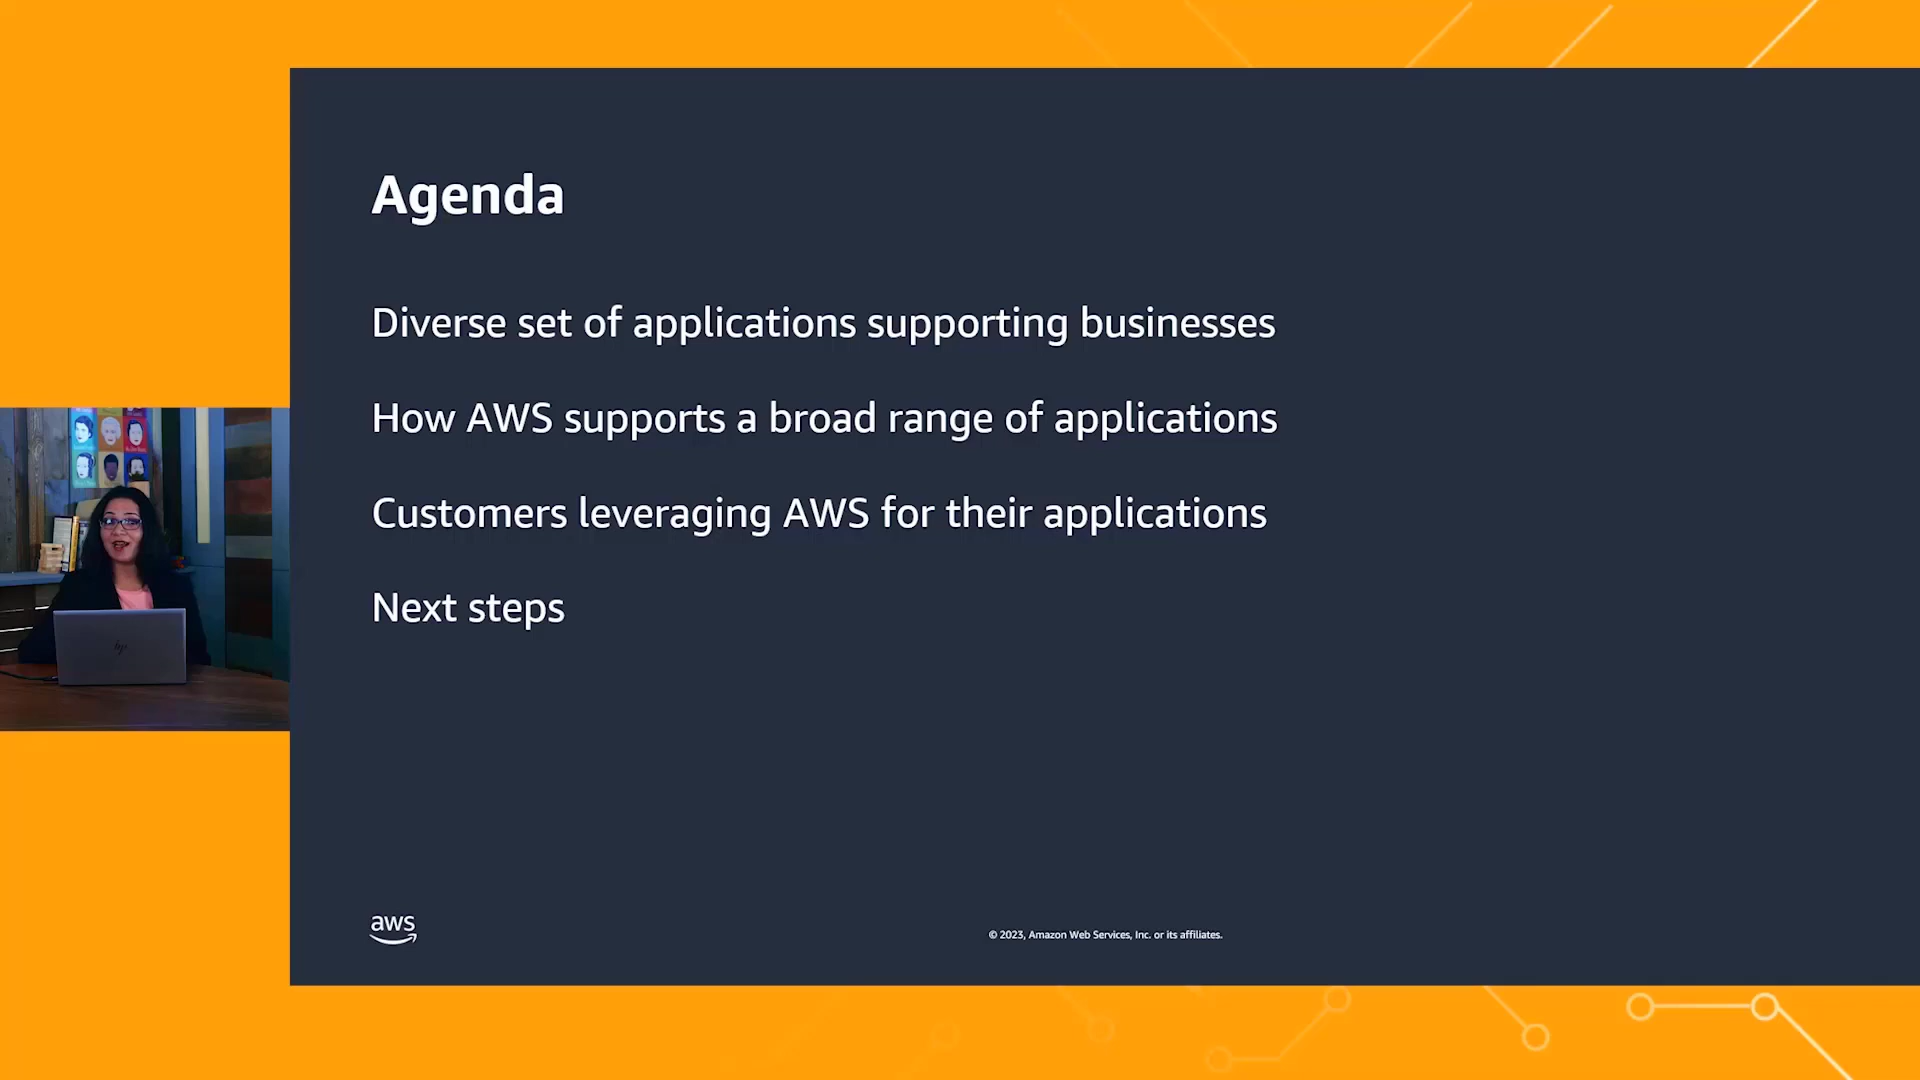 Agenda
Diverse set of applications supporting businesses
How AWS supports a broad range of applications
Customers leveraging AWS for their applications
Next steps
hp
aws
© 2023, Amazon Web Services, Inc. or its affiliates.